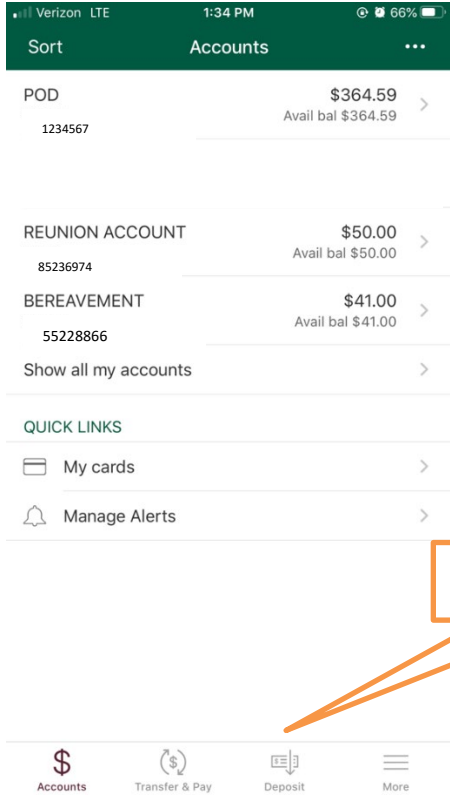 Verizon LTE 1:34 PM 66%
Sort Accounts ...
POD $364.59
Avail bal $364.59
1234567
REUNION ACCOUNT $50.00
Avail bal $50.00
85236974
BEREAVEMENT $41.00
Avail bal $41.00
55228866
Show all my accounts
QUICK LINKS
My cards
Manage Alerts
$ ($)
Accounts Transfer & Pay Deposit More